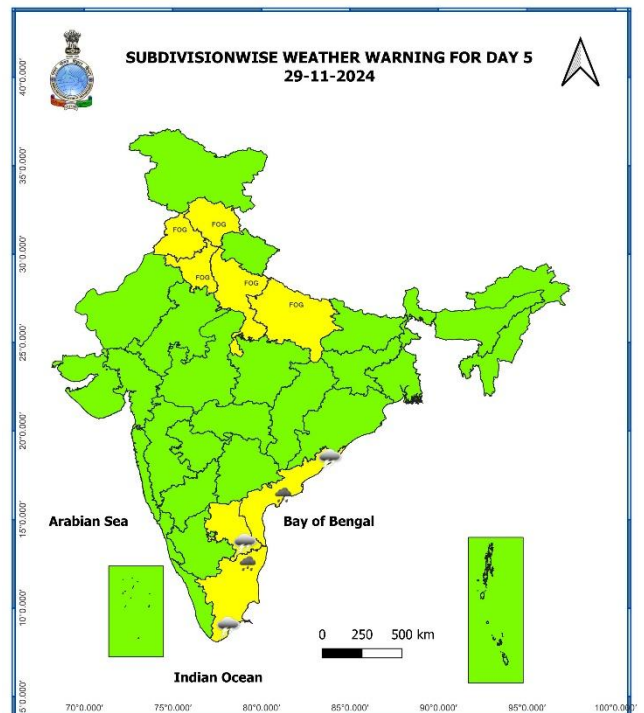 SUBDIVISIONWISE WEATHER WARNING FOR DAY 5
29-11-2024
40°0.000'
35°0.000'
30°0.000'
25°0.000'
20°0.000'
15°0.000'
10°0.000'
5°0.000'
FOG
FOG
FOG
FOG
FOG
Arabian Sea
Bay of Bengal
0 250 500 km
Indian Ocean
70°0.000' 75°0.000' 80°0.000' 85°0.000' 90°0.000' 95°0.000' 100°0.000'